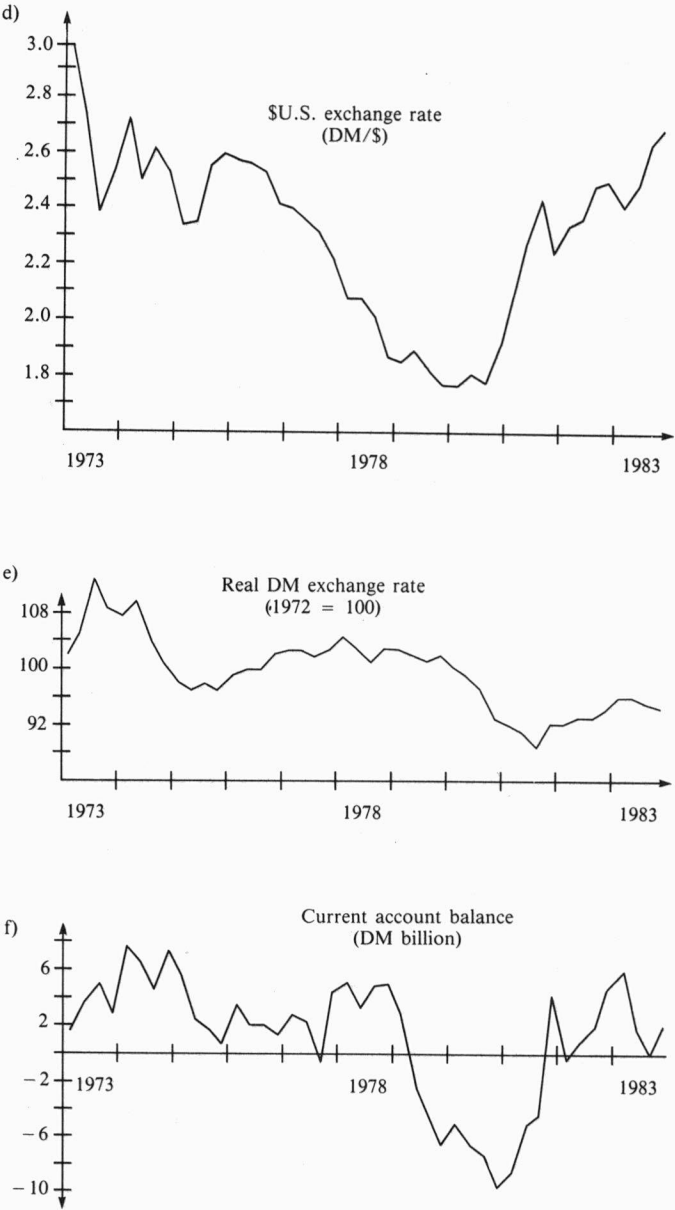 d)
3.0
2.8
2.6
2.4
2.2
2.0
1.8
$U.S. exchange rate
(DM/$)
1973 1978 1983
e)
Real DM exchange rate
(1972 = 100)
108
100
92
1973 1978 1983
f)
Current account balance
(DM billion)
6
2
−2
−6
−10
1973 1978 1983